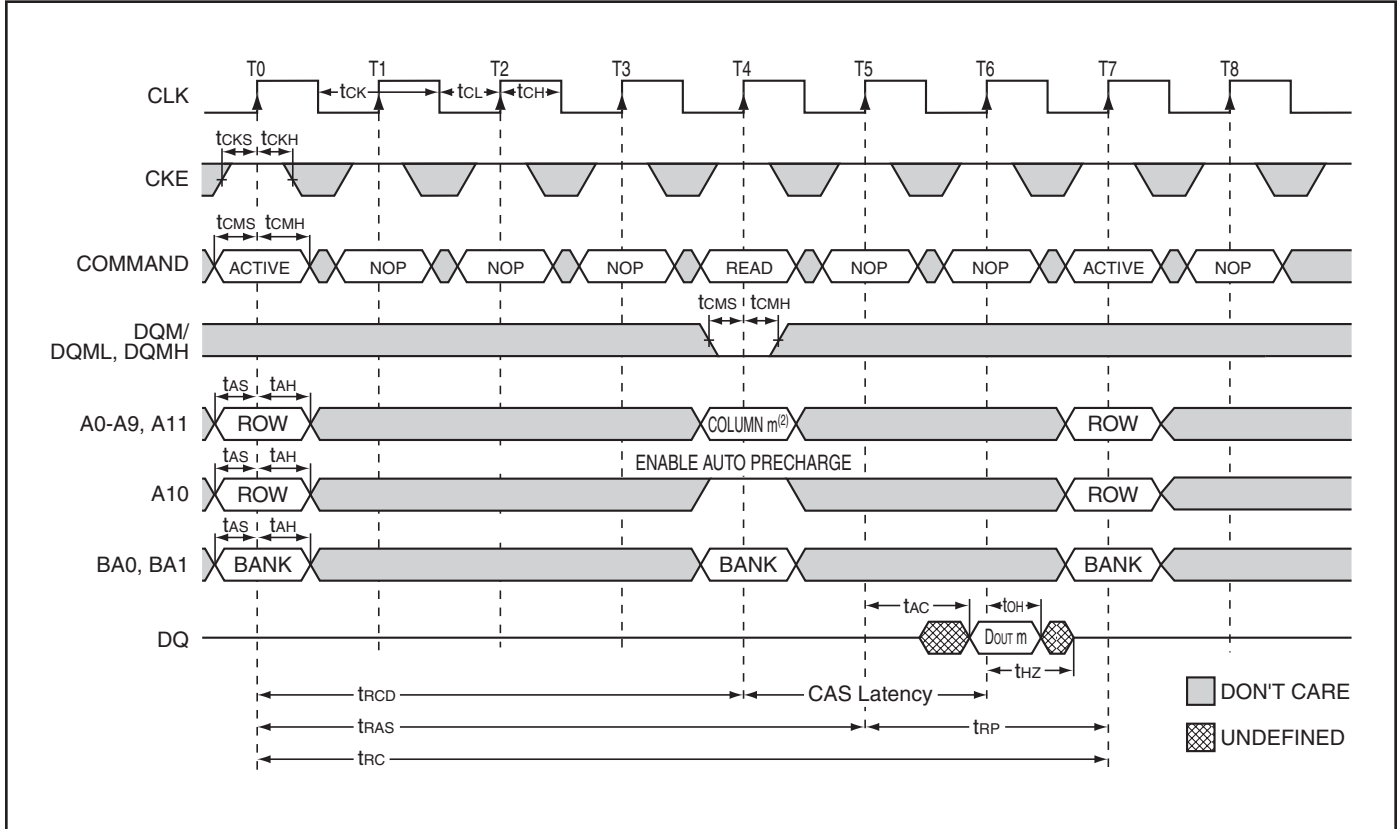 T0 T1 T2 T3 T4 T5 T6 T7 T8
CLK
tCK tCL tCH
tCKS tCKH
CKE
tCMS tCMH
COMMAND ACTIVE NOP NOP NOP READ NOP NOP ACTIVE NOP
tCMS tCMH
DQM/
DQML, DQMH
tAS tAH
A0-A9, A11 ROW COLUMN m(2) ROW
tAS tAH ENABLE AUTO PRECHARGE
A10 ROW ROW
tAS tAH
BA0, BA1 BANK BANK BANK
tAC tOH
DQ DOUT m
tHZ
tRCD CAS Latency
tRAS tRP
tRC
DON'T CARE
UNDEFINED